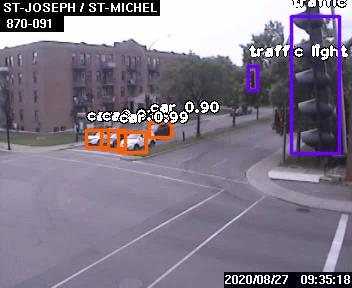 ST-JOSEPH / ST-MICHEL
870-091
traffic
traffic light
car 0.90
car 0.99
2020/08/27 09:35:18